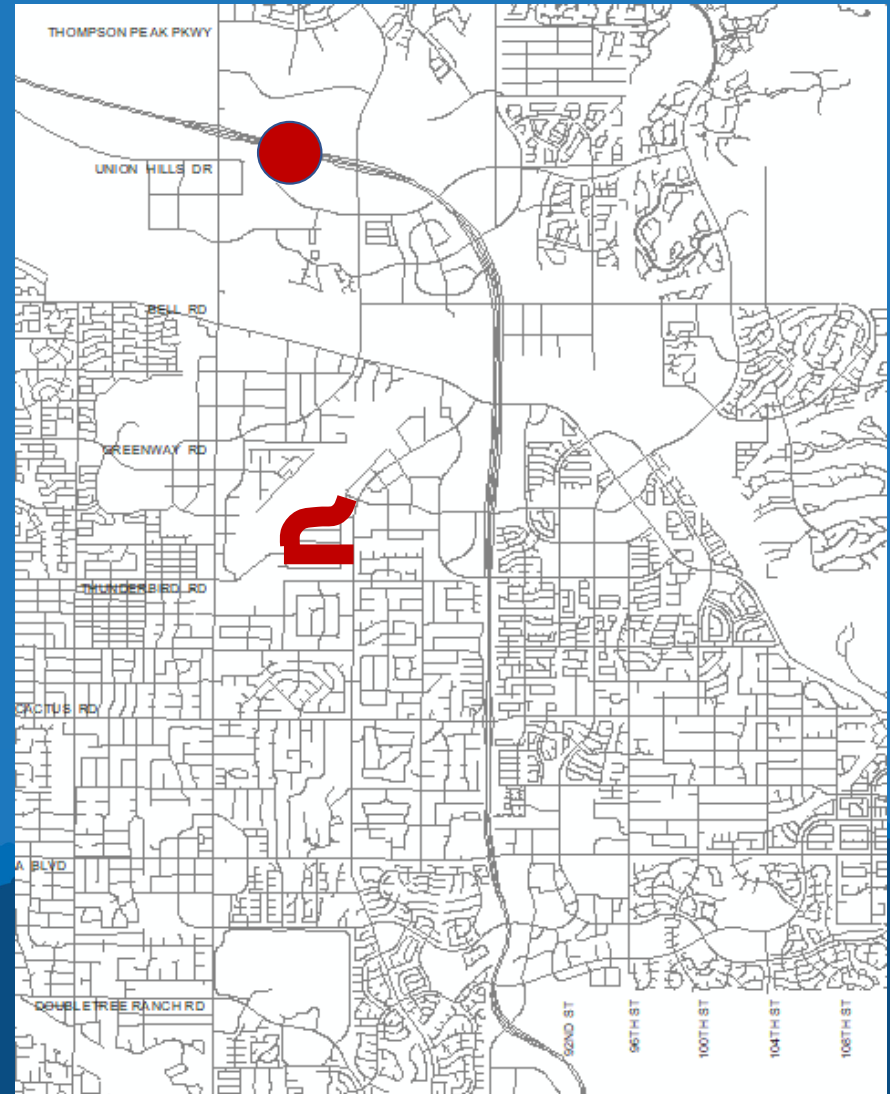 THOMPSON PEAK PKWY
UNION HILLS DR
BELL RD
GREENWAY RD
THUNDERBIRD RD
CACTUS RD
A BLVD
DOUBLETREE RANCH RD
92ND ST
96TH ST
100TH ST
104TH ST
108TH ST